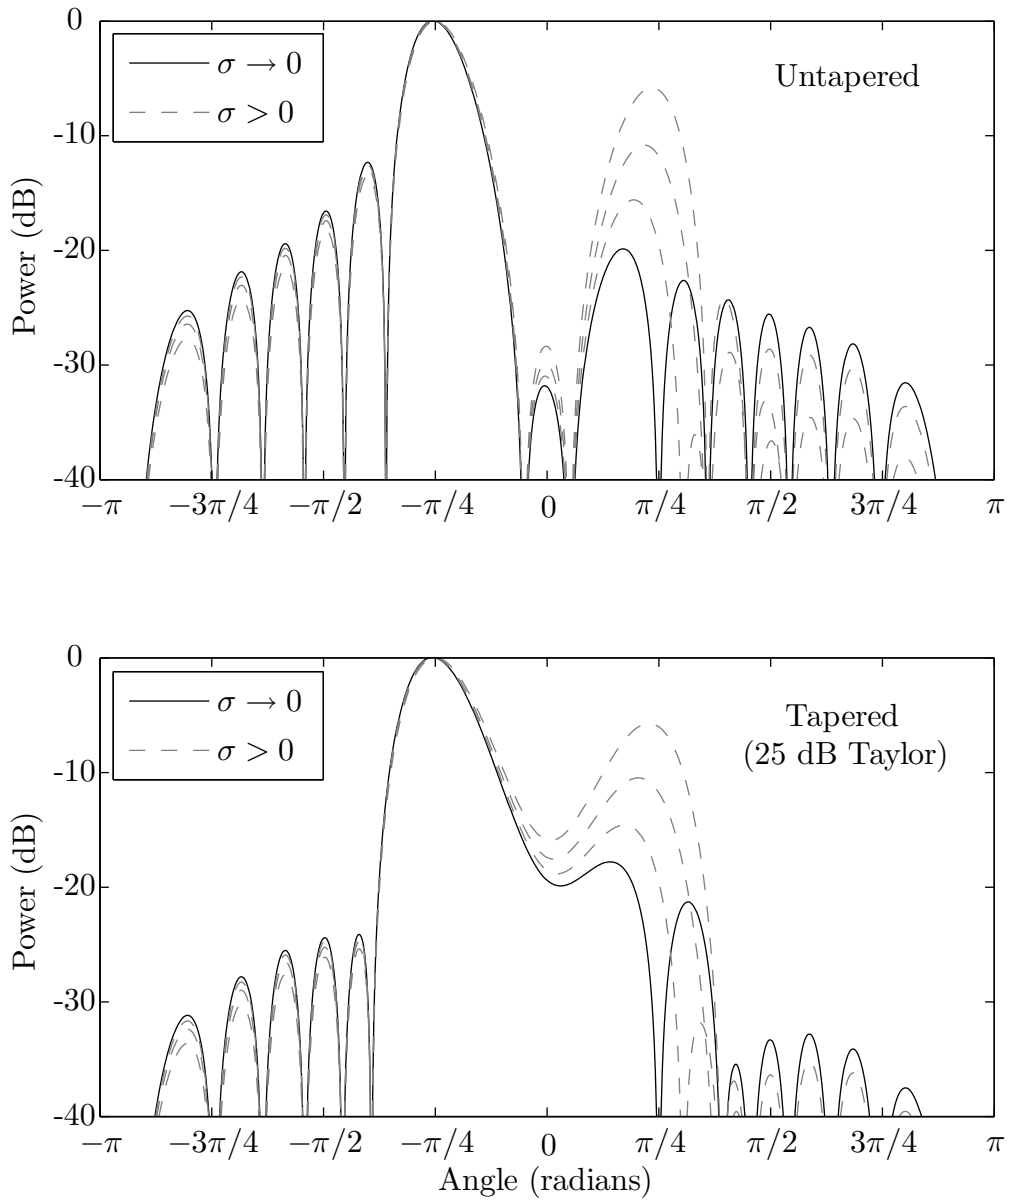 0
-10
-20
-30
-40
Power (dB)
σ → 0
σ > 0
Untapered
−π
−3π/4
−π/2
−π/4
0
π/4
π/2
3π/4
π
0
-10
-20
-30
-40
Power (dB)
σ → 0
σ > 0
Tapered
(25 dB Taylor)
−π
−3π/4
−π/2
−π/4
0
π/4
π/2
3π/4
π
Angle (radians)